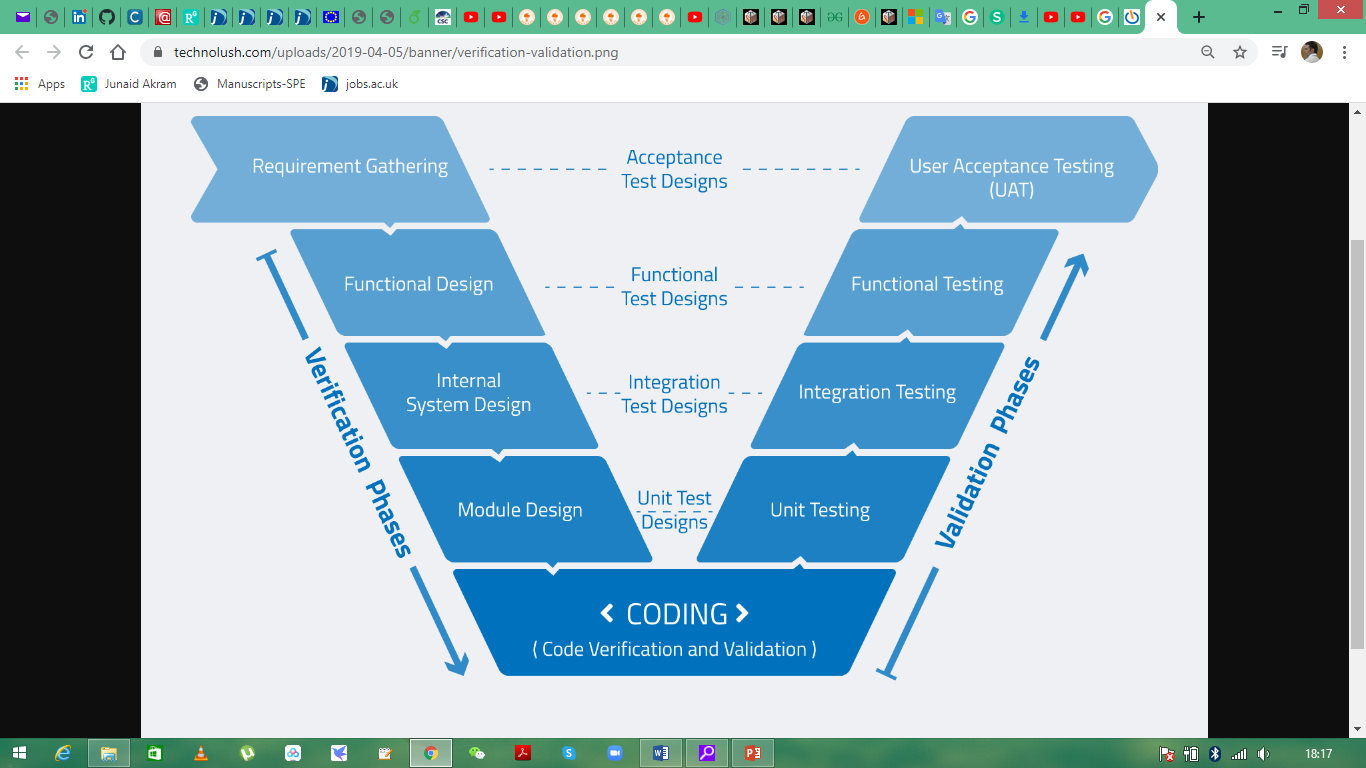 technolush.com/uploads/2019-04-05/banner/verification-validation.png
Apps
Junaid Akram
Manuscripts-SPE
jobs.ac.uk
Requirement Gathering
Acceptance
Test Designs
User Acceptance Testing
(UAT)
Functional Design
Functional
Test Designs
Functional Testing
Internal
System Design
Integration
Test Designs
Integration Testing
Module Design
Unit Test
Designs
Unit Testing
Verification Phases
Validation Phases
< CODING >
( Code Verification and Validation )
18:17